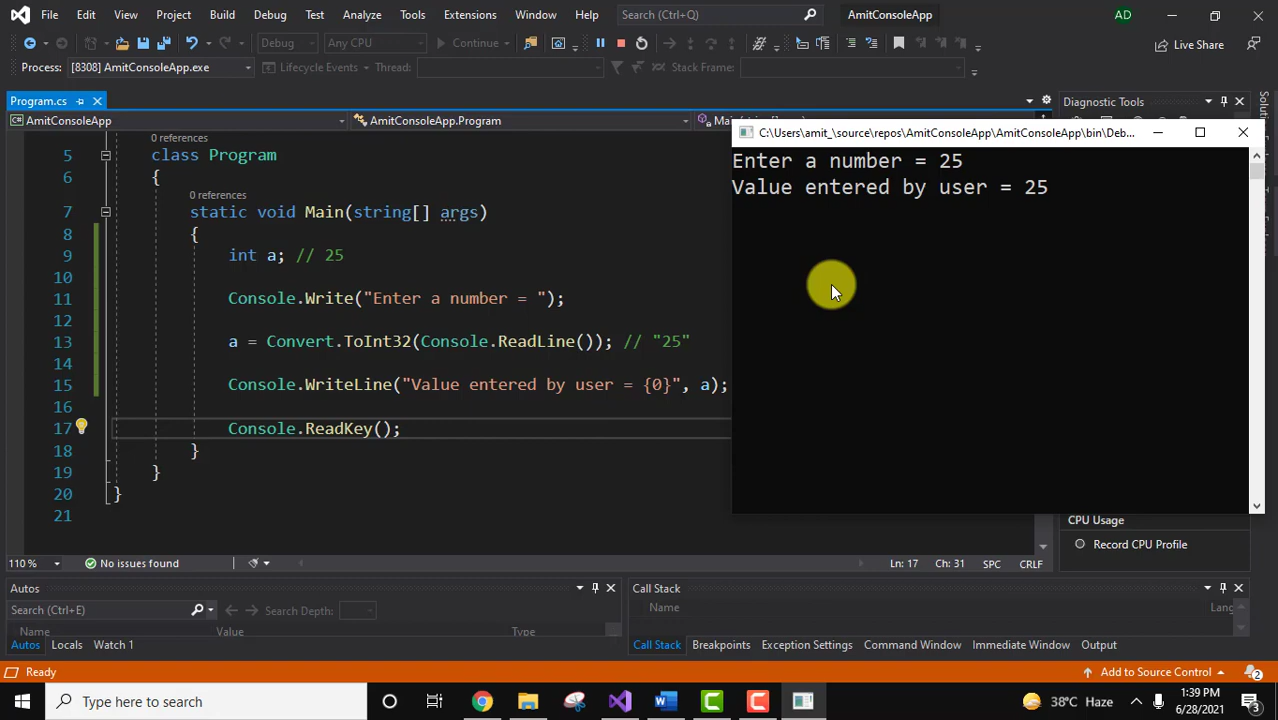 File Edit View Project Build Debug Test Analyze Tools Extensions Window Help Search (Ctrl+Q) AmitConsoleApp AD
Debug Any CPU Continue Live Share
Process: [8308] AmitConsoleApp.exe Lifecycle Events Thread: Stack Frame:
Program.cs
Diagnostic Tools
AmitConsoleApp AmitConsoleApp.Program
0 references
5 class Program
6 {
0 references
7 static void Main(string[] args)
8 {
9 int a; // 25
10
11 Console.Write("Enter a number = ");
12
13 a = Convert.ToInt32(Console.ReadLine()); // "25"
14
15 Console.WriteLine("Value entered by user = {0}", a);
16
17 Console.ReadKey();
18 }
19 }
20 }
21
C:\Users\amit_\source\repos\AmitConsoleApp\AmitConsoleApp\bin\Deb...
Enter a number = 25
Value entered by user = 25
CPU Usage
Record CPU Profile
110 % No issues found Ln: 17 Ch: 31 SPC CRLF
Autos
Search (Ctrl+E) Search Depth:
Name Value Type
Autos Locals Watch 1
Call Stack
Name Lang
Call Stack Breakpoints Exception Settings Command Window Immediate Window Output
Ready Add to Source Control 2
Type here to search
38°C Haze
1:39 PM
6/28/2021
3